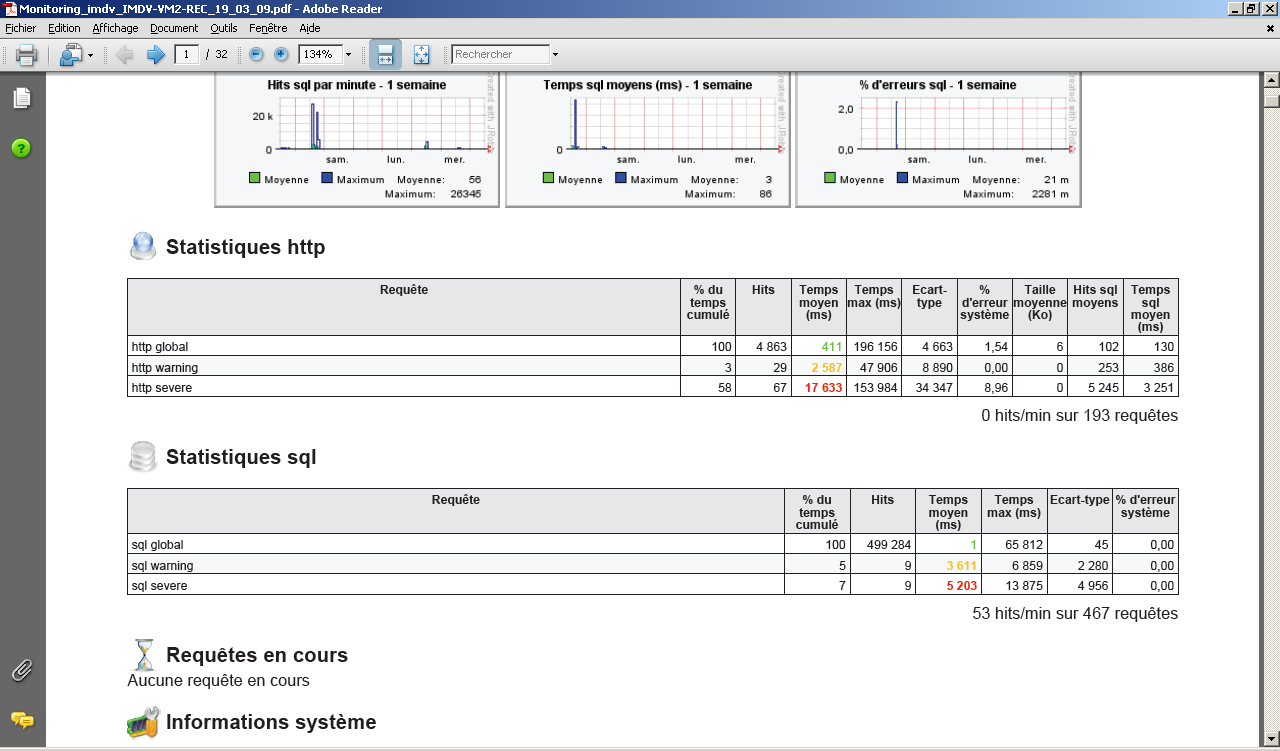 Monitoring_imdv_IMDV-VM2-REC_19_03_09.pdf - Adobe Reader
Fichier Edition Affichage Document Outils Fenêtre Aide
1 / 32 134% Rechercher
Hits sql par minute - 1 semaine Temps sql moyens (ms) - 1 semaine % d'erreurs sql - 1 semaine
20 k 2,0
0 0 0,0
sam. lun. mer. sam. lun. mer. sam. lun. mer.
Moyenne Maximum Moyenne: 56 Moyenne Maximum Moyenne: 3 Moyenne Maximum Moyenne: 21 m
Maximum: 26345 Maximum: 86 Maximum: 2281 m
Statistiques http
Requête % du temps cumulé Hits Temps moyen (ms) Temps max (ms) Ecart-type % d'erreur système Taille moyenne (Ko) Hits sql moyens Temps sql moyen (ms)
http global 100 4 863 411 196 156 4 663 1,54 6 102 130
http warning 3 29 2 587 47 906 8 890 0,00 0 253 386
http severe 58 67 17 633 153 984 34 347 8,96 0 5 245 3 251
0 hits/min sur 193 requêtes
Statistiques sql
Requête % du temps cumulé Hits Temps moyen (ms) Temps max (ms) Ecart-type % d'erreur système
sql global 100 499 284 1 65 812 45 0,00
sql warning 5 9 3 611 6 859 2 280 0,00
sql severe 7 9 5 203 13 875 4 956 0,00
53 hits/min sur 467 requêtes
Requêtes en cours
Aucune requête en cours
Informations système